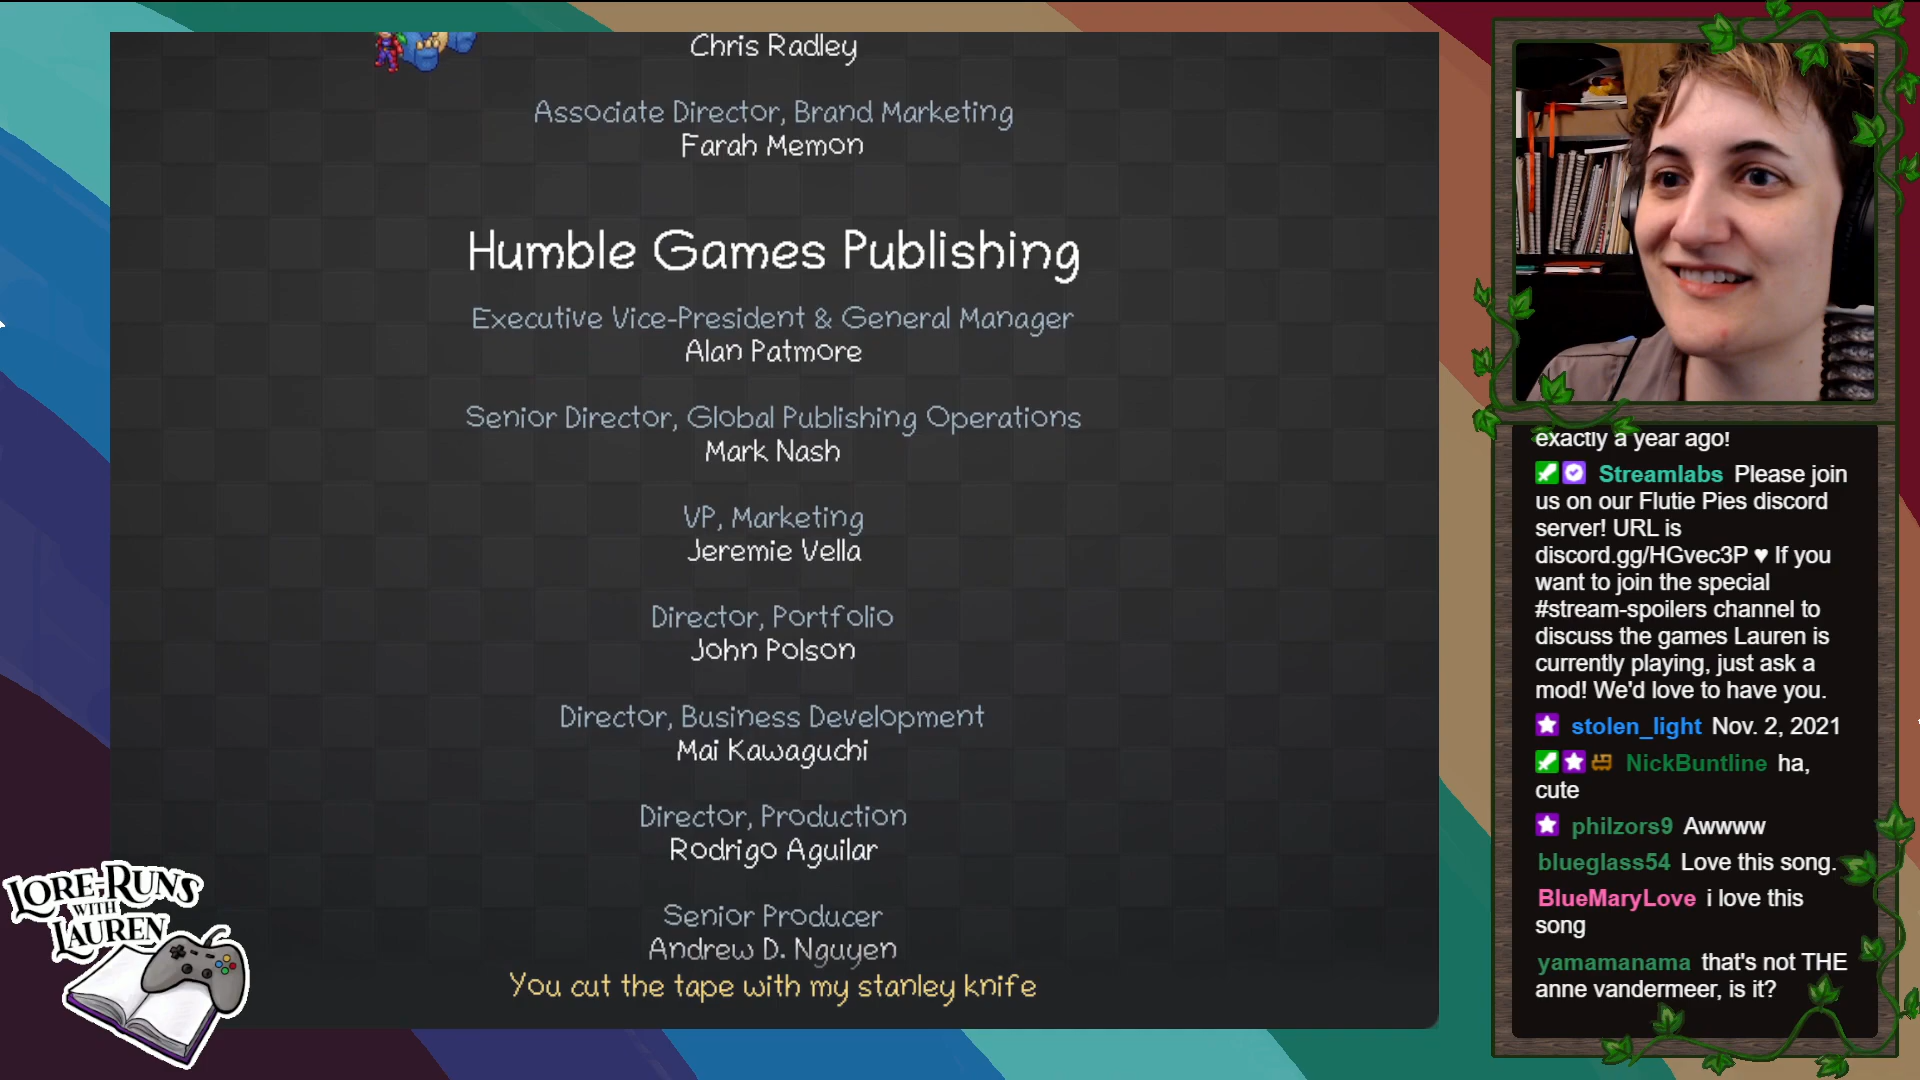 Chris Radley
Associate Director, Brand Marketing
Farah Memon
Humble Games Publishing
Executive Vice-President & General Manager
Alan Patmore
Senior Director, Global Publishing Operations
Mark Nash
VP, Marketing
Jeremie Vella
Director, Portfolio
John Polson
Director, Business Development
Mai Kawaguchi
Director, Production
Rodrigo Aguilar
Senior Producer
Andrew D. Nguyen
You cut the tape with my stanley knife
LORE-RUNS
WITH
LAUREN
exactly a year ago!
Streamlabs Please join
us on our Flutie Pies discord
server! URL is
discord.gg/HGvec3P ♥ If you
want to join the special
#stream-spoilers channel to
discuss the games Lauren is
currently playing, just ask a
mod! We'd love to have you.
stolen_light Nov. 2, 2021
NickBuntline ha,
cute
philzors9 Awwww
blueglass54 Love this song.
BlueMaryLove i love this
song
yamamanama that's not THE
anne vandermeer, is it?